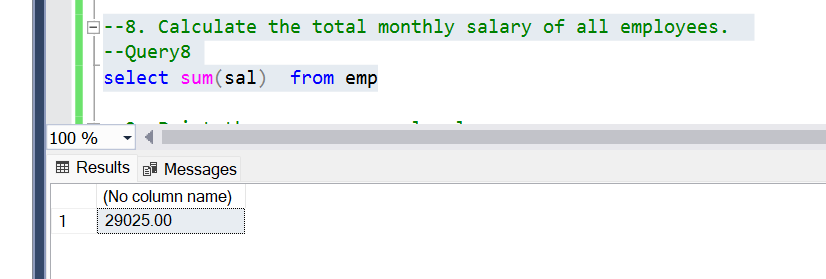 --8. Calculate the total monthly salary of all employees.
--Query8
select sum(sal)  from emp
100 %
Results Messages
(No column name)
1 29025.00